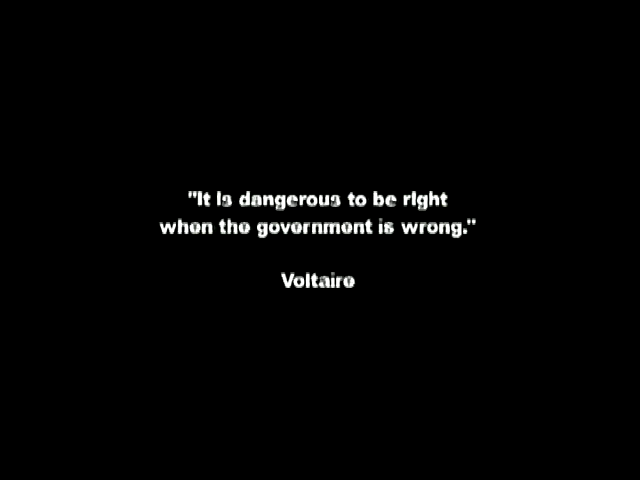 "It is dangerous to be right
when the government is wrong."
Voltaire